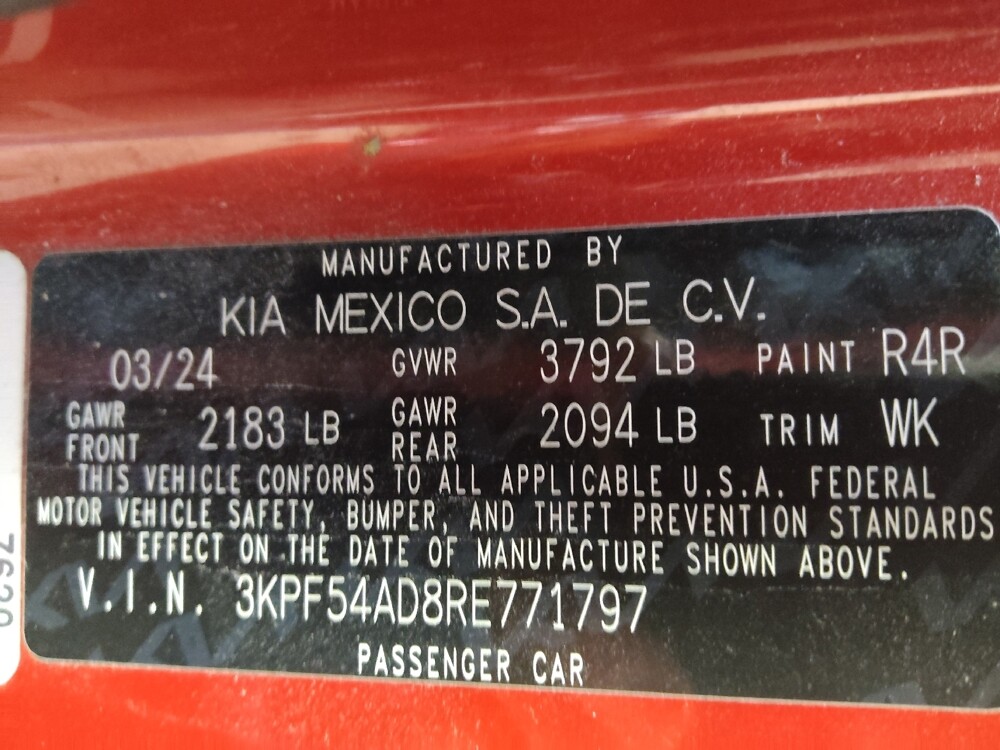 MANUFACTURED BY
KIA MEXICO S.A. DE C.V.
03/24 GVWR 3792 LB PAINT R4R
GAWR FRONT 2183 LB GAWR REAR 2094 LB TRIM WK
THIS VEHICLE CONFORMS TO ALL APPLICABLE U.S.A. FEDERAL
MOTOR VEHICLE SAFETY, BUMPER, AND THEFT PREVENTION STANDARDS
IN EFFECT ON THE DATE OF MANUFACTURE SHOWN ABOVE.
V.I.N. 3KPF54AD8RE771797
PASSENGER CAR